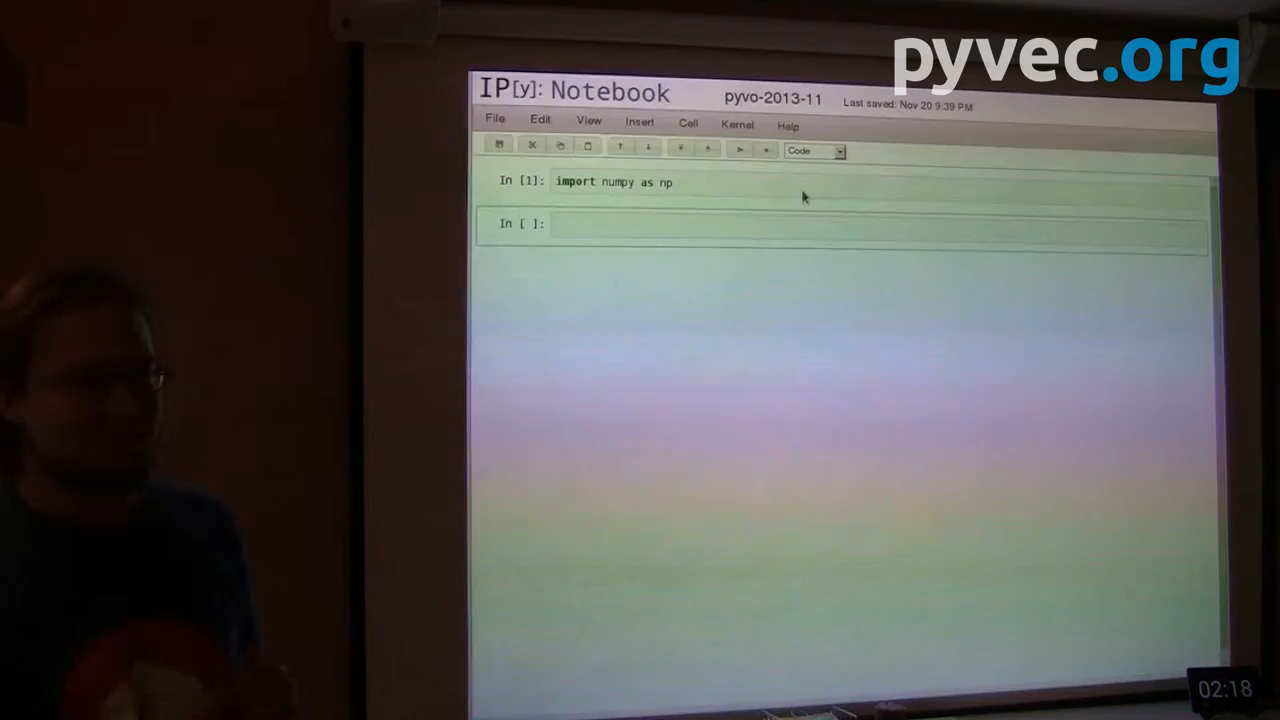 pyvec.org
IP[y]: Notebook pyvo-2013-11 Last saved: Nov 20 9:39 PM
File Edit View Insert Cell Kernel Help
Code
In [1]: import numpy as np
In [ ]:
02:18